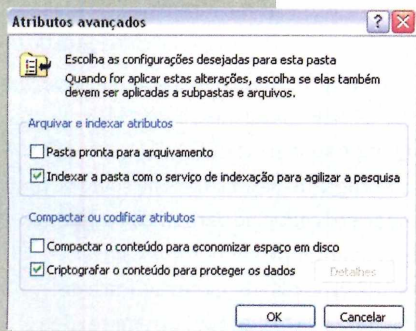 Atributos avançados
Escolha as configurações desejadas para esta pasta
Quando for aplicar estas alterações, escolha se elas também
devem ser aplicadas a subpastas e arquivos.
Arquivar e indexar atributos
Pasta pronta para arquivamento
Indexar a pasta com o serviço de indexação para agilizar a pesquisa
Compactar ou codificar atributos
Compactar o conteúdo para economizar espaço em disco
Criptografar o conteúdo para proteger os dados
Detalhes
OK
Cancelar